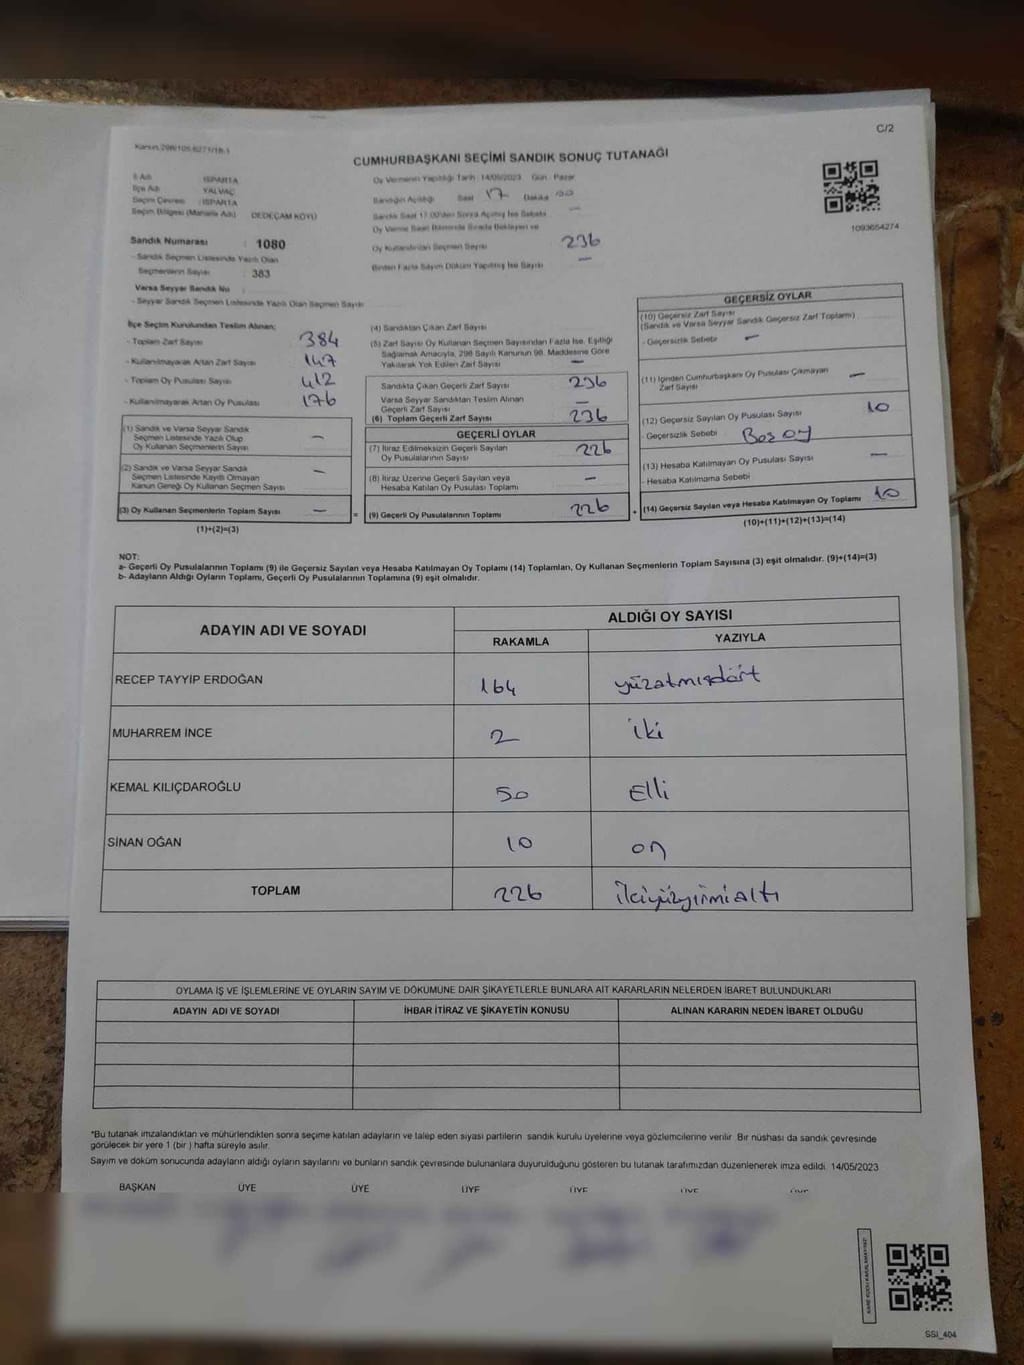 C/2
Kanun:298/105,6271/18-1
CUMHURBAŞKANI SEÇİMİ SANDIK SONUÇ TUTANAĞI
İl Adı : ISPARTA
İlçe Adı : YALVAÇ
Seçim Çevresi : ISPARTA
Seçim Bölgesi (Mahalle Adı) DEDEÇAM KÖYÜ
Sandık Numarası : 1080
- Sandık Seçmen Listesinde Yazılı Olan
Seçmenlerin Sayısı : 383
Varsa Seyyar Sandık No :
- Seyyar Sandık Seçmen Listesinde Yazılı Olan Seçmen Sayısı
Oy Vermenin Yapıldığı Tarih 14/05/2023 Gün Pazar
Sandığın Açıldığı Saat 17 Dakika 00
Sandık Saat 17.00'den Sonra Açılmış İse Sebebi —
Oy Verme Saati Bitiminde Sırada Bekleyen ve
Oy Kullandırılan Seçmen Sayısı 236
Birden Fazla Sayım Döküm Yapılmış İse Sayısı —
1093654274
İlçe Seçim Kurulundan Teslim Alınan;
- Toplam Zarf Sayısı 384
- Kullanılmayarak Artan Zarf Sayısı 147
- Toplam Oy Pusulası Sayısı 412
- Kullanılmayarak Artan Oy Pusulası 176
(1) Sandık ve Varsa Seyyar Sandık
Seçmen Listesinde Yazılı Olup
Oy Kullanan Seçmenlerin Sayısı —
(2) Sandık ve Varsa Seyyar Sandık
Seçmen Listesinde Kayıtlı Olmayan
Kanun Gereği Oy Kullanan Seçmen Sayısı —
(3) Oy Kullanan Seçmenlerin Toplam Sayısı —
(1)+(2)=(3)
(4) Sandıktan Çıkan Zarf Sayısı
(5) Zarf Sayısı Oy Kullanan Seçmen Sayısından Fazla İse, Eşitliği
Sağlamak Amacıyla, 298 Sayılı Kanunun 98. Maddesine Göre
Yakılarak Yok Edilen Zarf Sayısı —
Sandıkta Çıkan Geçerli Zarf Sayısı 236
Varsa Seyyar Sandıktan Teslim Alınan
Geçerli Zarf Sayısı —
(6) Toplam Geçerli Zarf Sayısı 236
GEÇERLİ OYLAR
(7) İtiraz Edilmeksizin Geçerli Sayılan
Oy Pusulalarının Sayısı 226
(8) İtiraz Üzerine Geçerli Sayılan veya
Hesaba Katılan Oy Pusulası Toplamı —
= (9) Geçerli Oy Pusulalarının Toplamı 226
GEÇERSİZ OYLAR
(10) Geçersiz Zarf Sayısı
(Sandık ve Varsa Seyyar Sandık Geçersiz Zarf Toplamı)
- Geçersizlik Sebebi —
(11) İçinden Cumhurbaşkanı Oy Pusulası Çıkmayan
Zarf Sayısı —
(12) Geçersiz Sayılan Oy Pusulası Sayısı 10
- Geçersizlik Sebebi Boş oy
(13) Hesaba Katılmayan Oy Pusulası Sayısı —
- Hesaba Katılmama Sebebi
+ (14) Geçersiz Sayılan veya Hesaba Katılmayan Oy Toplamı 10
(10)+(11)+(12)+(13)=(14)
NOT:
a- Geçerli Oy Pusulalarının Toplamı (9) ile Geçersiz Sayılan veya Hesaba Katılmayan Oy Toplamı (14) Toplamları, Oy Kullanan Seçmenlerin Toplam Sayısına (3) eşit olmalıdır. (9)+(14)=(3)
b- Adayların Aldığı Oyların Toplamı, Geçerli Oy Pusulalarının Toplamına (9) eşit olmalıdır.
ADAYIN ADI VE SOYADI
ALDIĞI OY SAYISI
RAKAMLA YAZIYLA
RECEP TAYYİP ERDOĞAN 164 yüzatmışdört
MUHARREM İNCE 2 iki
KEMAL KILIÇDAROĞLU 50 Elli
SİNAN OĞAN 10 on
TOPLAM 226 ikiyüzyirmialtı
OYLAMA İŞ VE İŞLEMLERİNE VE OYLARIN SAYIM VE DÖKÜMÜNE DAİR ŞİKAYETLERLE BUNLARA AİT KARARLARIN NELERDEN İBARET BULUNDUKLARI
ADAYIN ADI VE SOYADI İHBAR İTİRAZ VE ŞİKAYETİN KONUSU ALINAN KARARIN NEDEN İBARET OLDUĞU
*Bu tutanak imzalandıktan ve mühürlendikten sonra seçime katılan adayların ve talep eden siyasi partilerin sandık kurulu üyelerine veya gözlemcilerine verilir. Bir nüshası da sandık çevresinde
görülecek bir yere 1 (bir ) hafta süreyle asılır.
Sayım ve döküm sonucunda adayların aldığı oyların sayılarını ve bunların sandık çevresinde bulunanlara duyurulduğunu gösteren bu tutanak tarafımızdan düzenlenerek imza edildi. 14/05/2023
BAŞKAN ÜYE ÜYE ÜYE ÜYE ÜYE ÜYE
KARE KODU KARALAMAYINIZ!
SSI_404